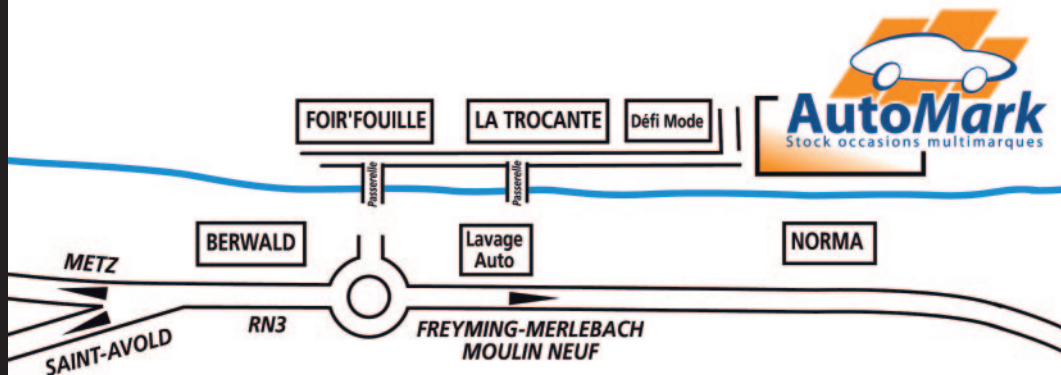 AutoMark
Stock occasions multimarques
FOIR'FOUILLE
LA TROCANTE
Défi Mode
Passerelle
Passerelle
BERWALD
Lavage
Auto
NORMA
METZ
SAINT-AVOLD
RN3
FREYMING-MERLEBACH
MOULIN NEUF